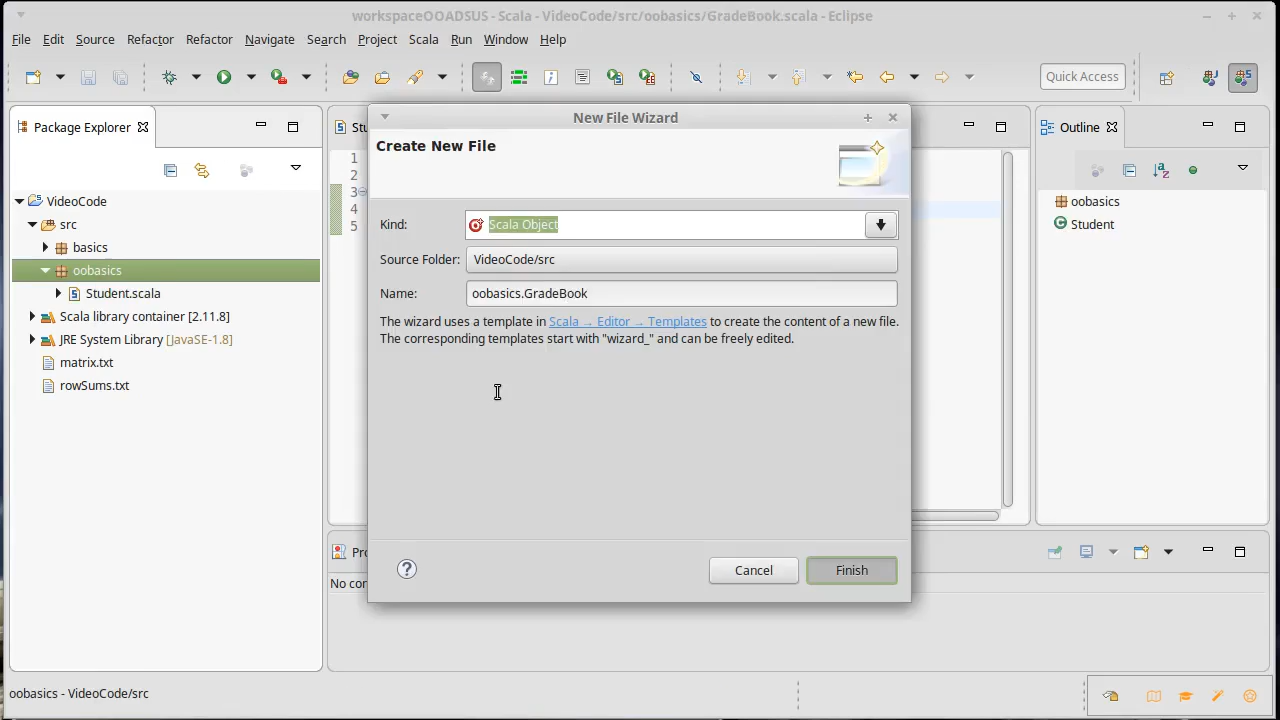 workspaceOOADSUS - Scala - VideoCode/src/oobasics/GradeBook.scala - Eclipse
File Edit Source Refactor Refactor Navigate Search Project Scala Run Window Help
Quick Access
Package Explorer
VideoCode
src
basics
oobasics
Student.scala
Scala library container [2.11.8]
JRE System Library [JavaSE-1.8]
matrix.txt
rowSums.txt
Stu
1
2
3
4
5
New File Wizard
Create New File
Kind: Scala Object
Source Folder: VideoCode/src
Name: oobasics.GradeBook
The wizard uses a template in Scala → Editor → Templates to create the content of a new file.
The corresponding templates start with "wizard_" and can be freely edited.
Cancel Finish
Outline
oobasics
Student
Pro
No con
oobasics - VideoCode/src